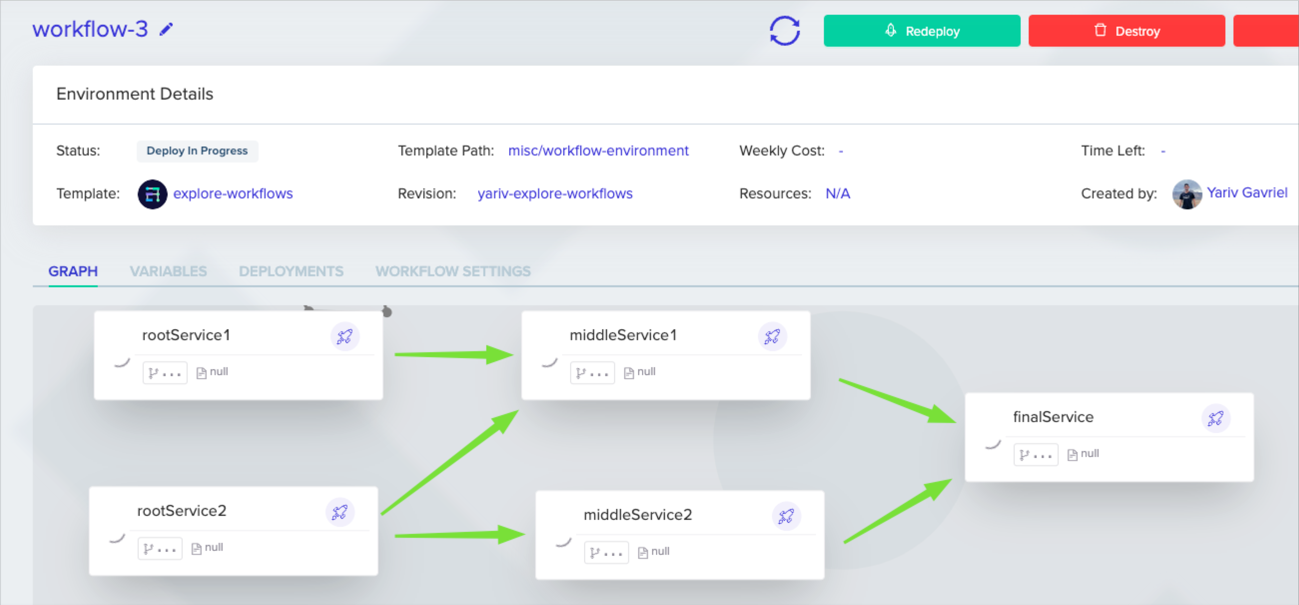 workflow-3
Redeploy
Destroy
Environment Details
Status: Deploy In Progress Template Path: misc/workflow-environment Weekly Cost: - Time Left: -
Template: explore-workflows Revision: yariv-explore-workflows Resources: N/A Created by: Yariv Gavriel
GRAPH VARIABLES DEPLOYMENTS WORKFLOW SETTINGS
rootService1
... null
middleService1
... null
finalService
... null
rootService2
... null
middleService2
... null